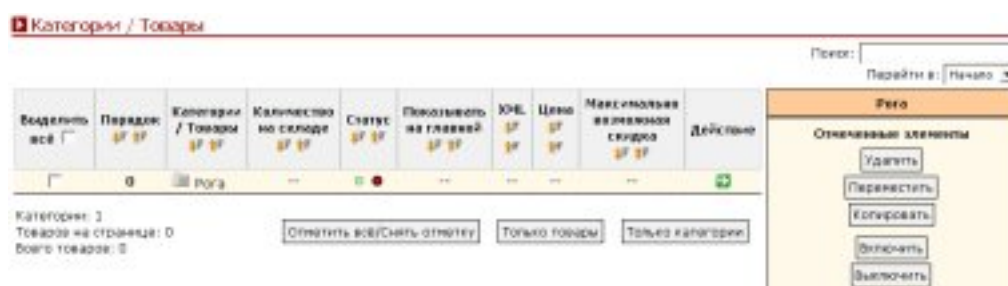 Категории / Товары
Поиск:
Перейти в: Начало
Выделить всё
Порядок
Категории / Товары
Количество на складе
Статус
Показывать на главной
XML
Цена
Максимально возможная скидка
Действие
0 Рога -- -- -- -- --
Категории: 1
Товаров на странице: 0
Всего товаров: 0
Отметить всё/Снять отметку
Только товары
Только категории
Рога
Отмеченные элементы
Удалить
Переместить
Копировать
Включить
Выключить